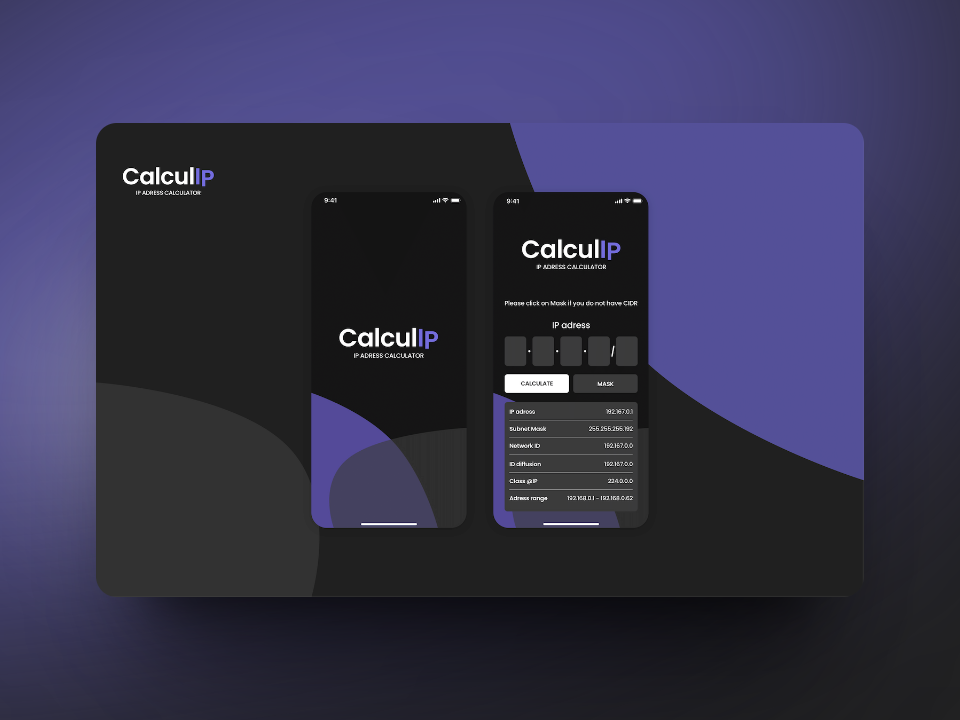 CalculIP
IP ADRESS CALCULATOR
9:41
CalculIP
IP ADRESS CALCULATOR
9:41
CalculIP
IP ADRESS CALCULATOR
Please click on Mask if you do not have CIDR
IP adress
. . . /
CALCULATE MASK
IP adress 192.167.0.1
Subnet Mask 255.255.255.192
Network ID 192.167.0.0
ID diffusion 192.167.0.0
Class @IP 224.0.0.0
Adress range 192.168.0.1 - 192.168.0.62